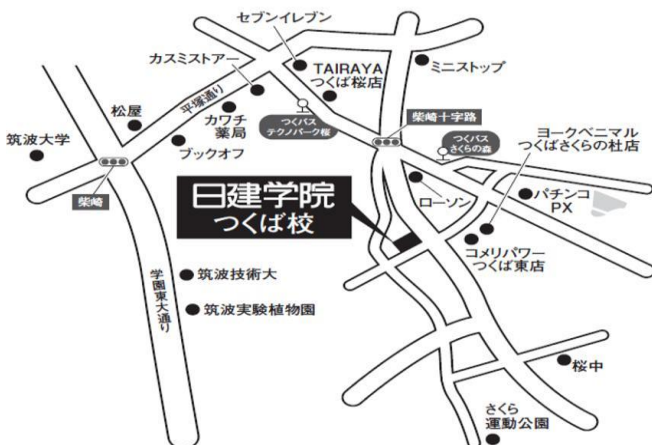 セブンイレブン
カスミストアー
TAIRAYA
つくば桜店
ミニストップ
松屋
平塚通り
カワチ
薬局
つくバス
テクノパーク桜
柴崎十字路
つくバス
さくらの森
ヨークベニマル
つくばさくらの杜店
筑波大学
ブックオフ
柴崎
日建学院
つくば校
ローソン
パチンコ
PX
コメリパワー
つくば東店
学園東大通り
筑波技術大
筑波実験植物園
桜中
さくら
運動公園